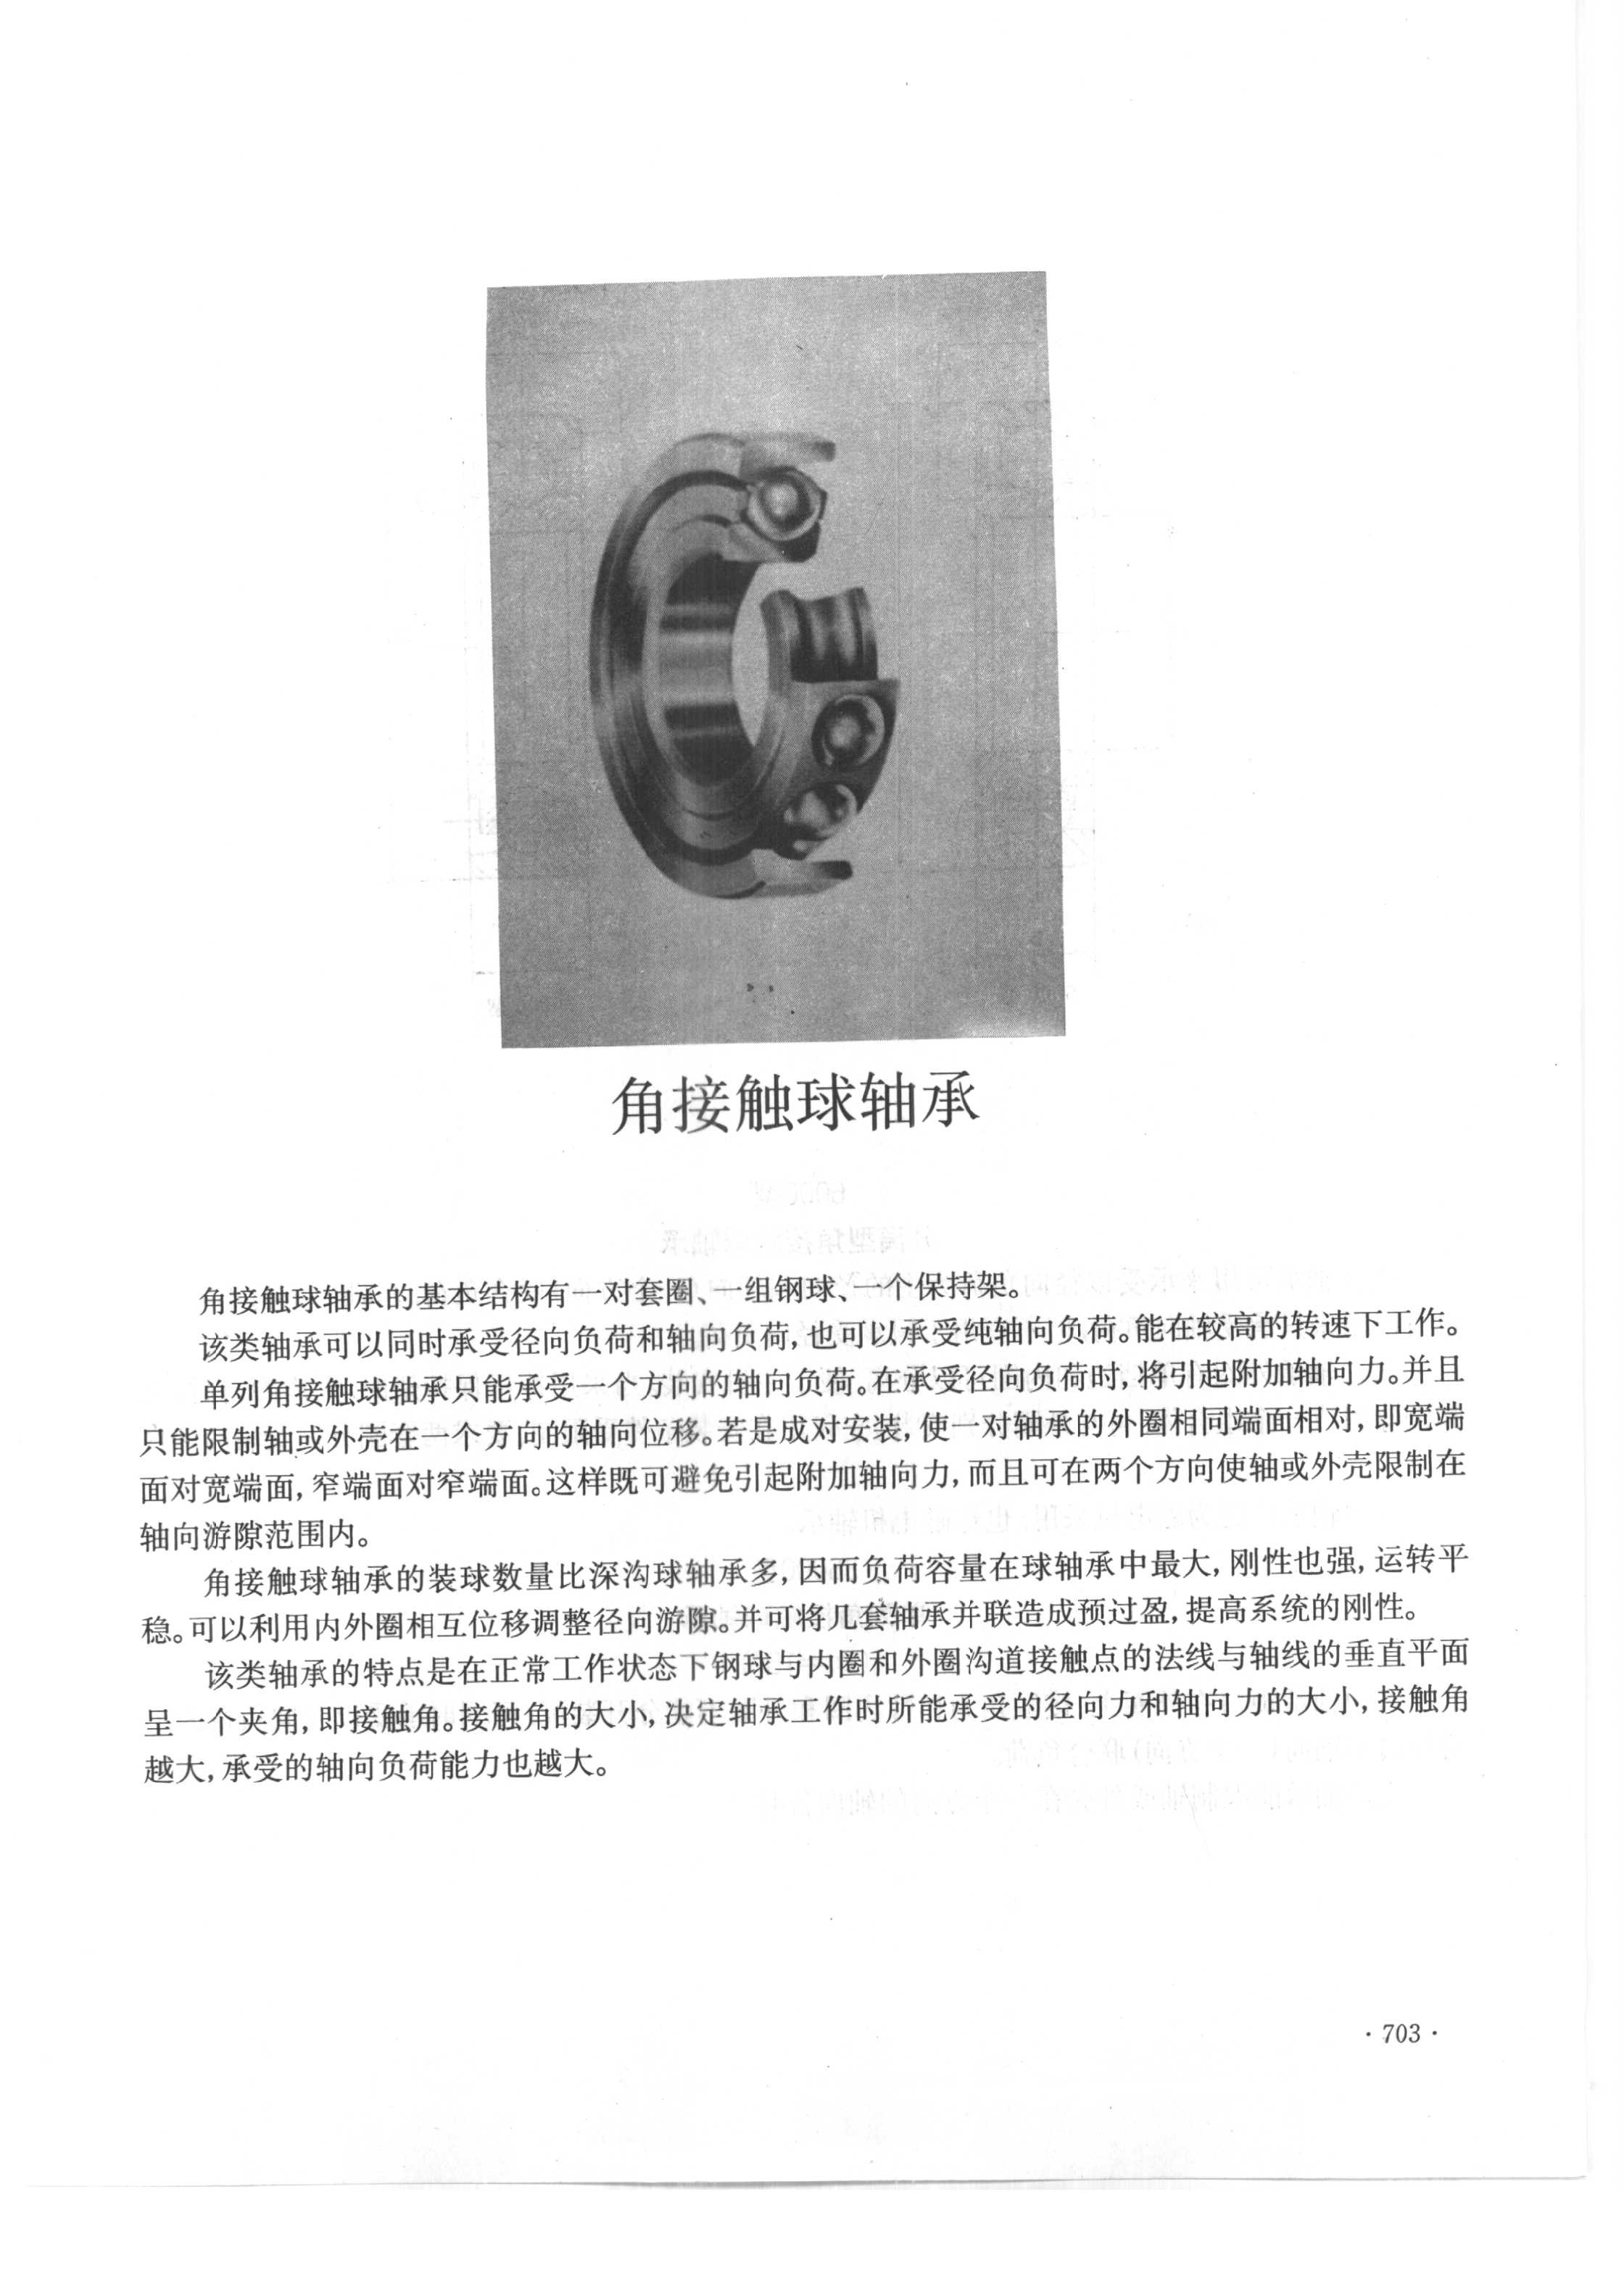 角接触球轴承
角接触球轴承的基本结构有一对套圈、一组钢球、一个保持架。
该类轴承可以同时承受径向负荷和轴向负荷,也可以承受纯轴向负荷。能在较高的转速下工作。
单列角接触球轴承只能承受一个方向的轴向负荷。在承受径向负荷时,将引起附加轴向力。并且
只能限制轴或外壳在一个方向的轴向位移。若是成对安装,使一对轴承的外圈相同端面相对,即宽端
面对宽端面,窄端面对窄端面。这样既可避免引起附加轴向力,而且可在两个方向使轴或外壳限制在
轴向游隙范围内。
角接触球轴承的装球数量比深沟球轴承多,因而负荷容量在球轴承中最大,刚性也强,运转平
稳。可以利用内外圈相互位移调整径向游隙。并可将几套轴承并联造成预过盈,提高系统的刚性。
该类轴承的特点是在正常工作状态下钢球与内圈和外圈沟道接触点的法线与轴线的垂直平面
呈一个夹角,即接触角。接触角的大小,决定轴承工作时所能承受的径向力和轴向力的大小,接触角
越大,承受的轴向负荷能力也越大。
· 703 ·